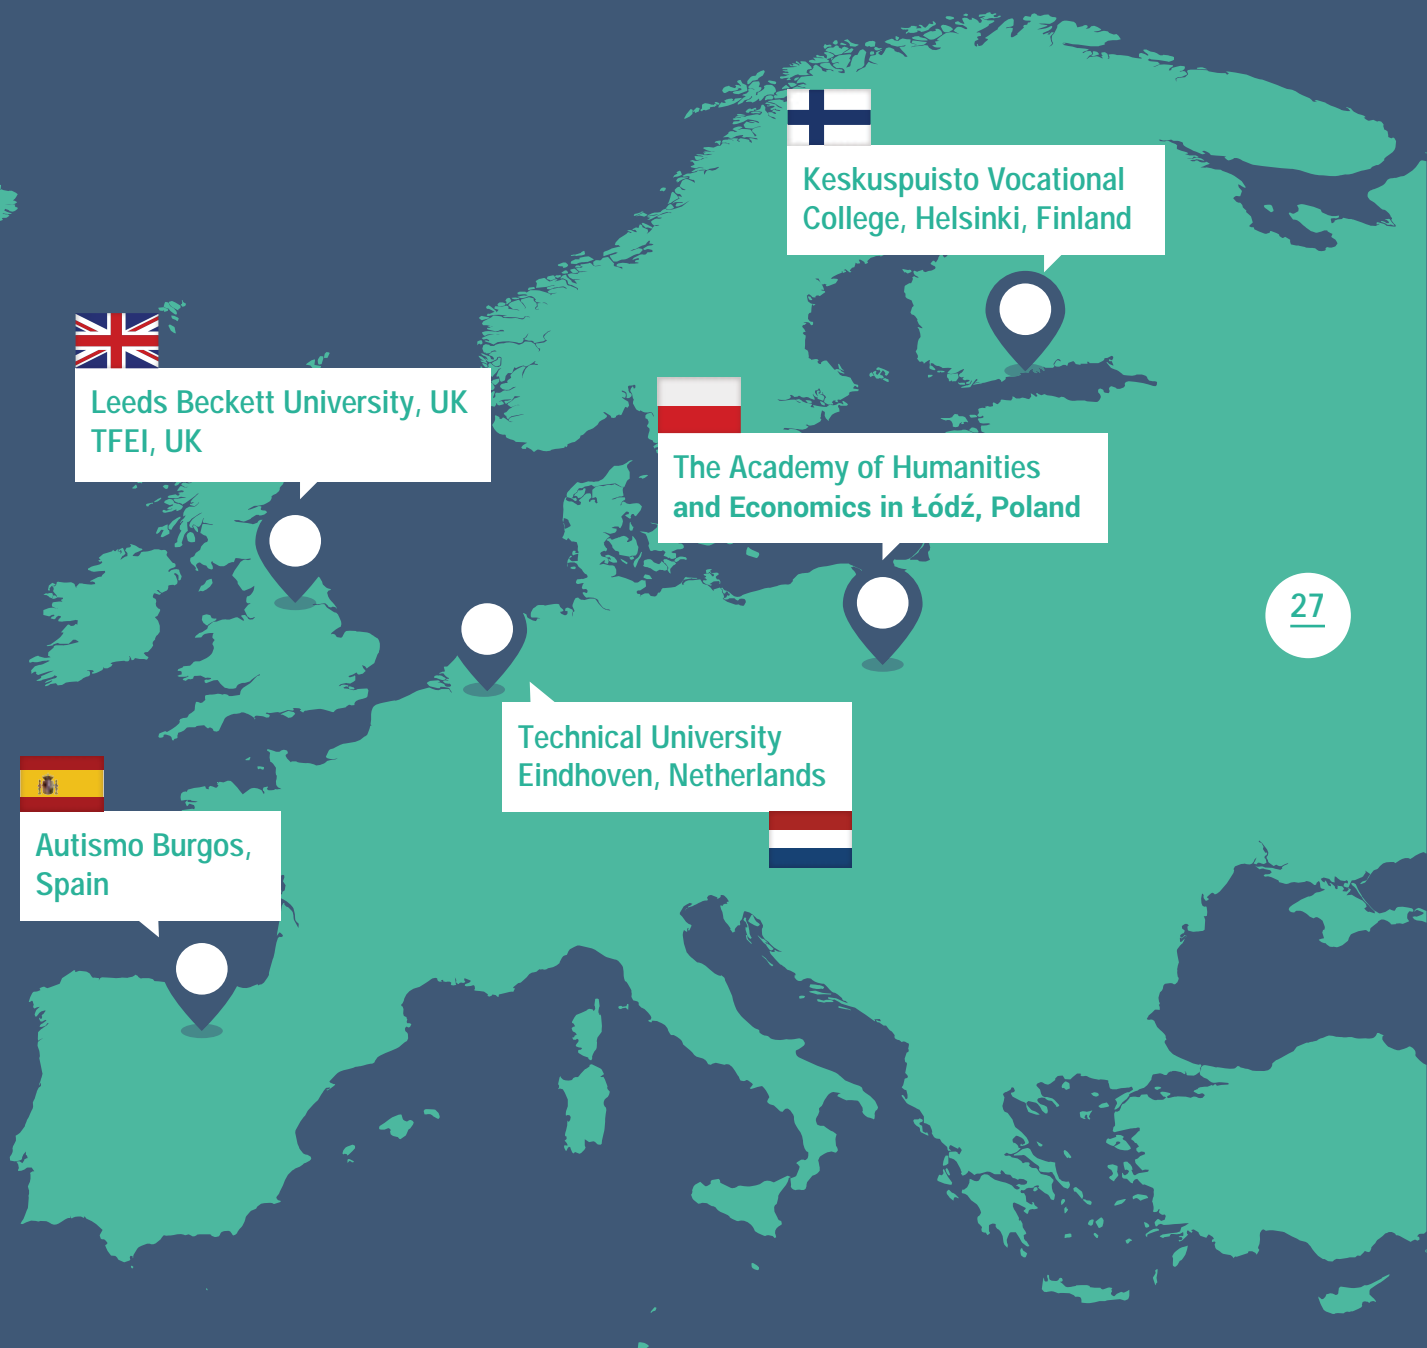 Keskuspuisto Vocational
College, Helsinki, Finland
Leeds Beckett University, UK
TFEI, UK
The Academy of Humanities
and Economics in Łódź, Poland
27
Technical University
Eindhoven, Netherlands
Autismo Burgos,
Spain